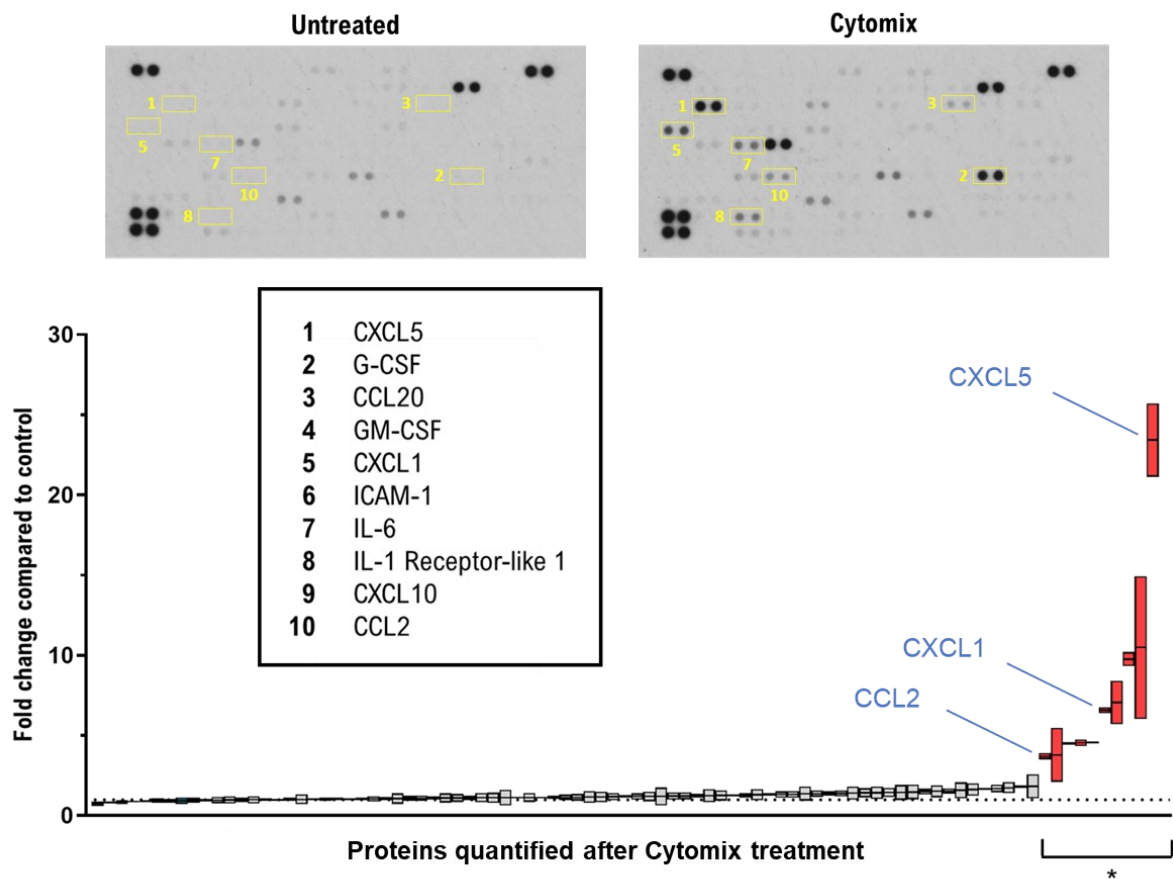 Untreated
Cytomix
1
3
5
7
2
10
8
1
3
5
7
2
10
8
1 CXCL5
2 G-CSF
3 CCL20
4 GM-CSF
5 CXCL1
6 ICAM-1
7 IL-6
8 IL-1 Receptor-like 1
9 CXCL10
10 CCL2
30
20
10
0
Fold change compared to control
CXCL5
CXCL1
CCL2
Proteins quantified after Cytomix treatment
*